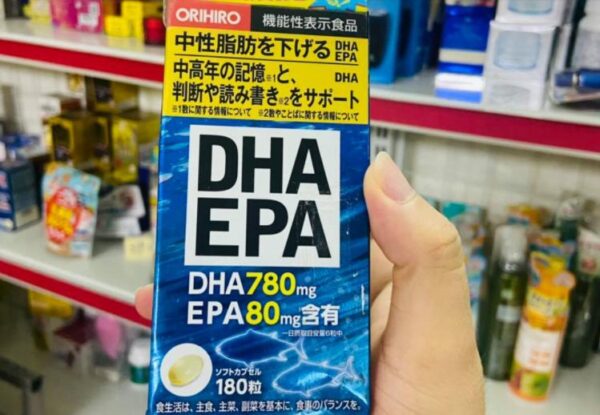 ORIHIRO
機能性表示食品
中性脂肪を下げる DHA EPA
中高年の記憶※1と、 DHA
判断や読み書き※2をサポート
※1数に関する情報について ※2数やことばに関する情報について
DHA
EPA
DHA780mg
EPA80mg含有
一日摂取目安量6粒中
ソフトカプセル
180粒
食生活は、主食、主菜、副菜を基本に、食事のバランスを。